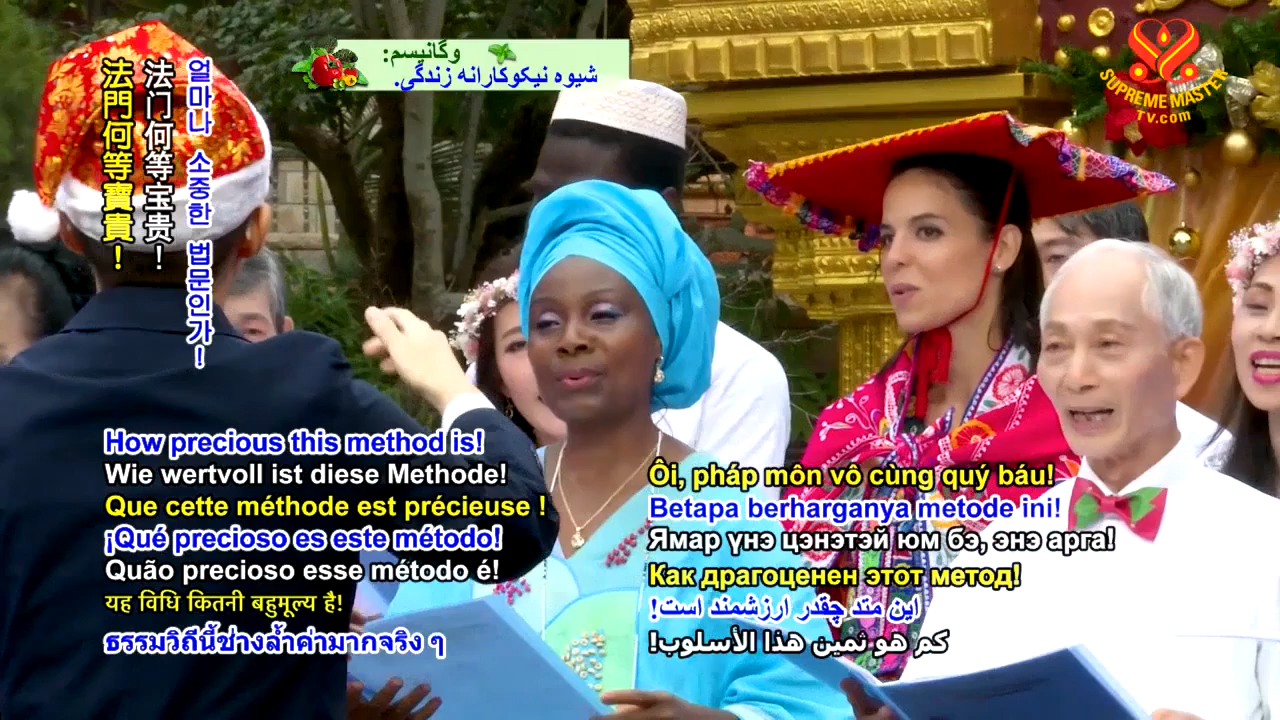 وگانیسم:
شیوه نیکوکارانه زندگی.
SUPREME MASTER
TV.com
法門何等寶貴！
法门何等宝贵！
얼마나 소중한 법문인가!
How precious this method is!
Wie wertvoll ist diese Methode!
Que cette méthode est précieuse !
¡Qué precioso es este método!
Quão precioso esse método é!
यह विधि कितनी बहुमूल्य है!
ธรรมวิถีนี้ช่างล้ำค่ามากจริง ๆ
Ôi, pháp môn vô cùng quý báu!
Betapa berharganya metode ini!
Ямар үнэ цэнэтэй юм бэ, энэ арга!
Как драгоценен этот метод!
این متد چقدر ارزشمند است!
كم هو ثمين هذا الأسلوب!